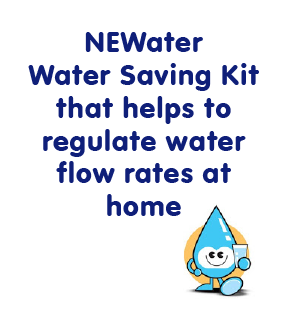 NEWater
Water Saving Kit
that helps to
regulate water
flow rates at
home